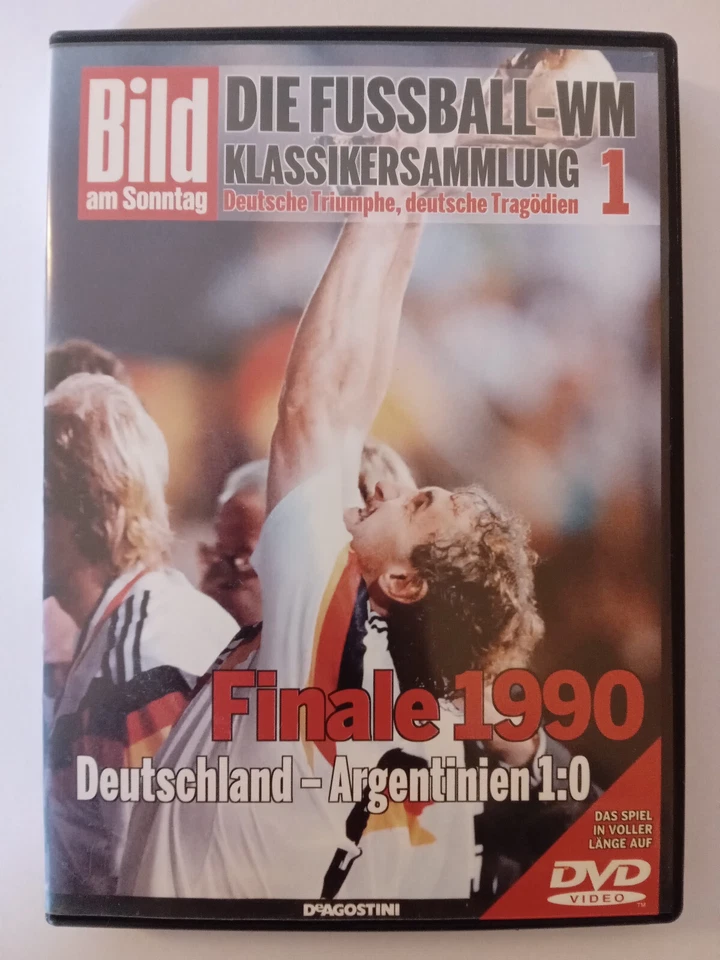 Bild
am Sonntag
DIE FUSSBALL-WM
KLASSIKERSAMMLUNG 1
Deutsche Triumphe, deutsche Tragödien
Finale 1990
Deutschland – Argentinien 1:0
DAS SPIEL
IN VOLLER
LÄNGE AUF
DVD
VIDEO
TM
DeAGOSTINI